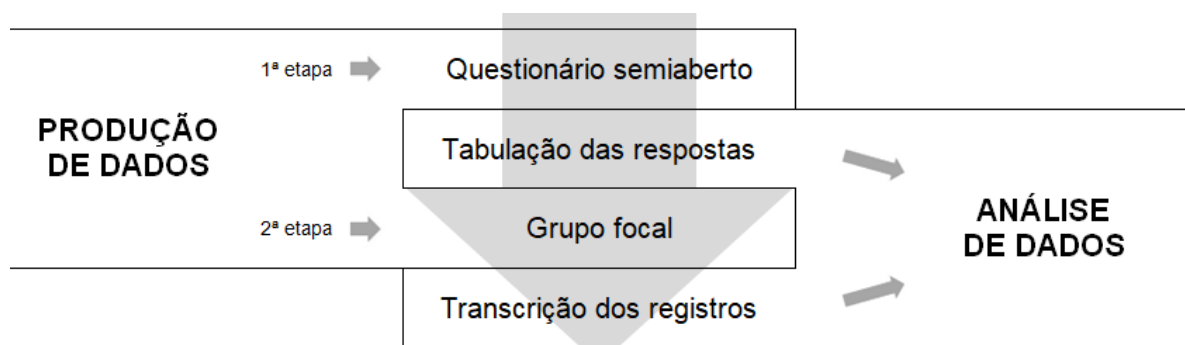 1ª etapa
Questionário semiaberto
PRODUÇÃO
DE DADOS
Tabulação das respostas
2ª etapa
Grupo focal
ANÁLISE
DE DADOS
Transcrição dos registros